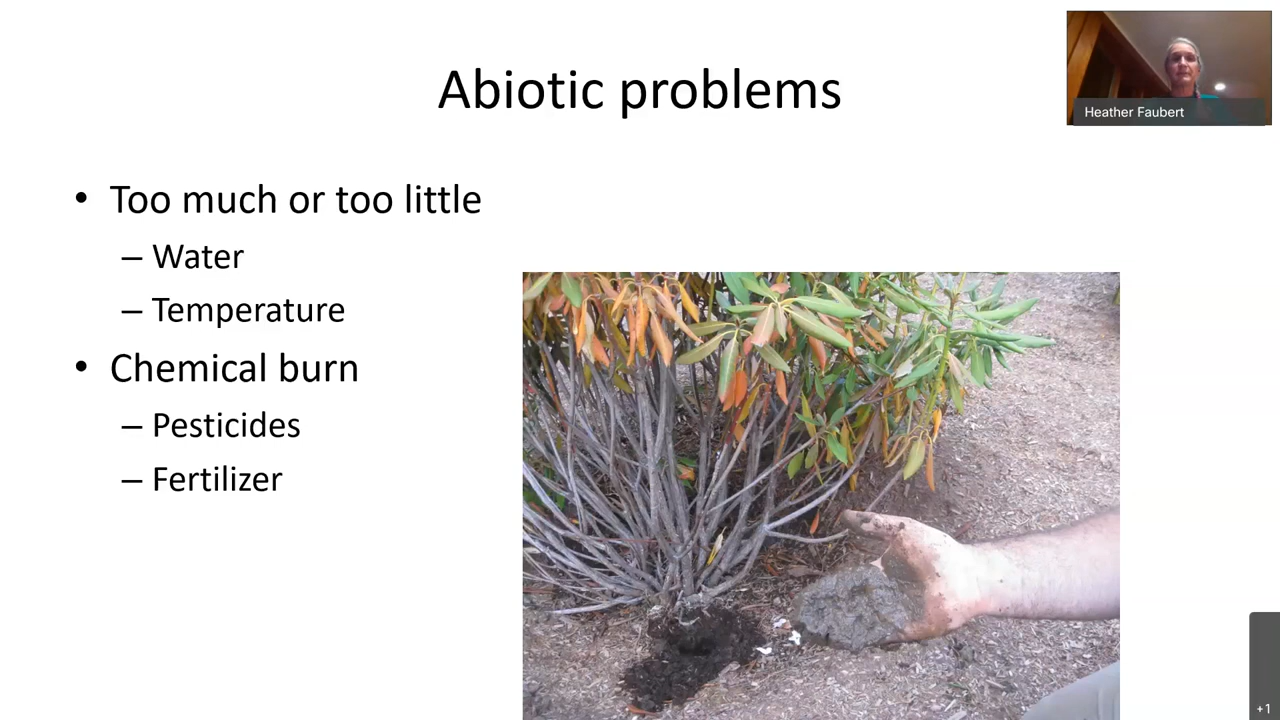 Abiotic problems
Heather Faubert
• Too much or too little
– Water
– Temperature
• Chemical burn
– Pesticides
– Fertilizer
+1